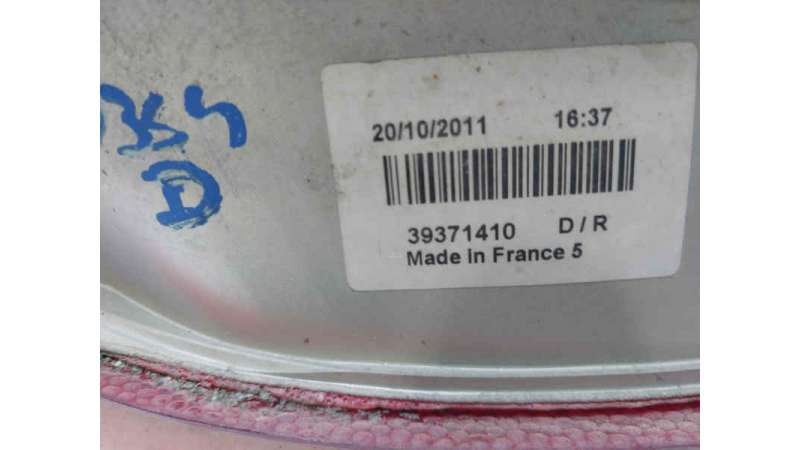 20/10/2011 16:37
39371410 D / R
Made in France 5
D